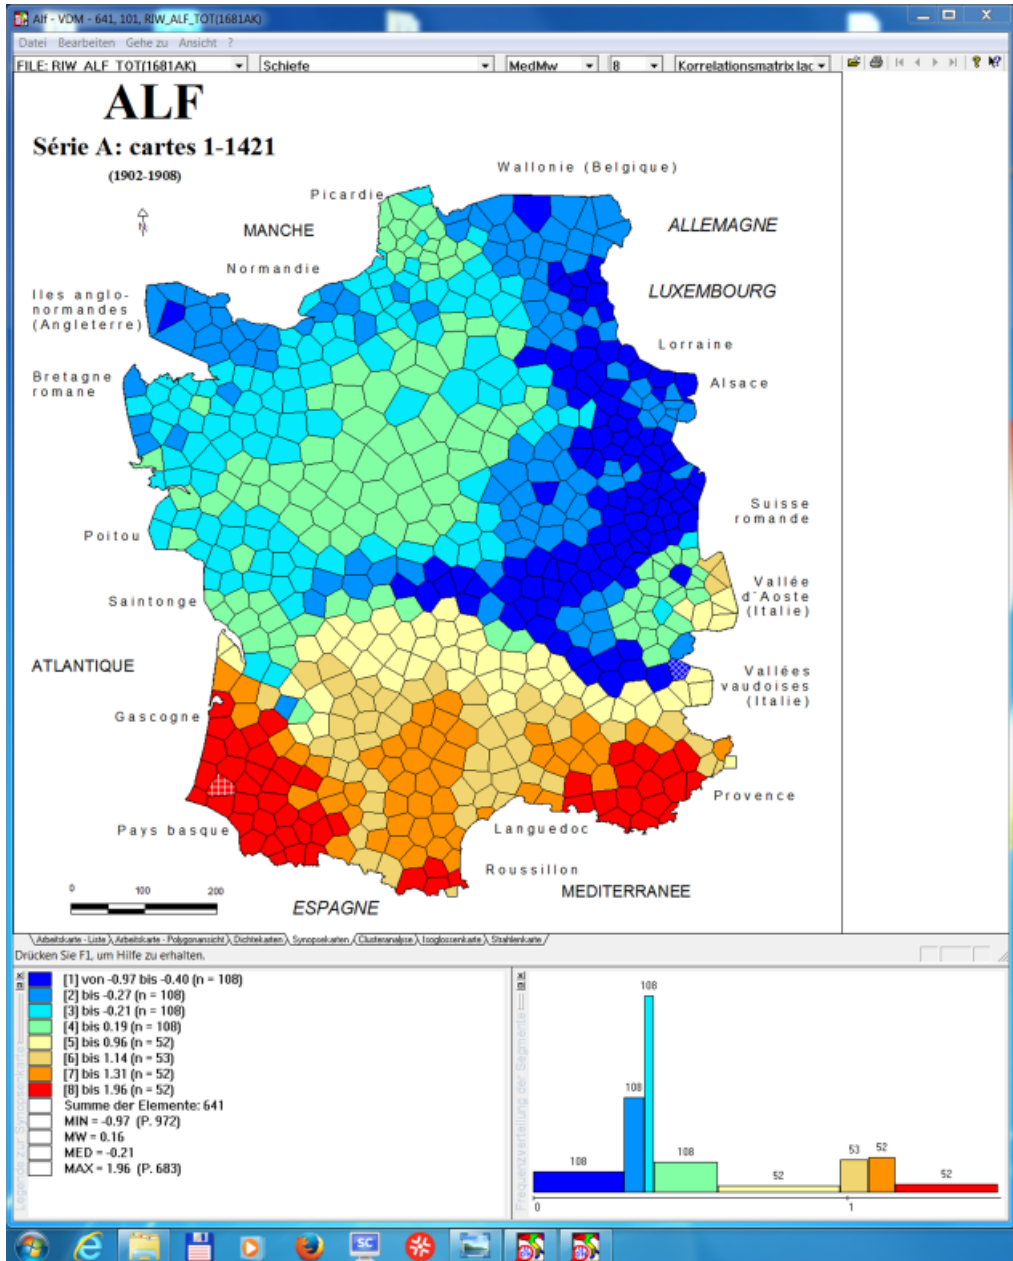 Alf - VDM - 641, 101, RIW_ALF_TOT(1681AK)
Datei Bearbeiten Gehe zu Ansicht ?
FILE: RIW_ALF_TOT(1681AK) Schiefe MedMw 8 Korrelationsmatrix lac
ALF
Série A: cartes 1-1421
(1902-1908)
Wallonie (Belgique)
Picardie
N
MANCHE
ALLEMAGNE
Normandie
Iles anglo-
normandes
(Angleterre)
LUXEMBOURG
Lorraine
Bretagne
romane
Alsace
Suisse
romande
Poitou
Vallée
d'Aoste
(Italie)
Saintonge
ATLANTIQUE
Vallées
vaudoises
(Italie)
Gascogne
Provence
Pays basque
Languedoc
Roussillon
MEDITERRANEE
0 100 200
ESPAGNE
Arbeitskarte - Liste Arbeitskarte - Polygonansicht Dichtekarten Synopsekarten Clusteranalyse Isoglossenkarte Strahlenkarte
Drücken Sie F1, um Hilfe zu erhalten.
Legende zur Synopsenkarte
[1] von -0.97 bis -0.40 (n = 108)
[2] bis -0.27 (n = 108)
[3] bis -0.21 (n = 108)
[4] bis 0.19 (n = 108)
[5] bis 0.96 (n = 52)
[6] bis 1.14 (n = 53)
[7] bis 1.31 (n = 52)
[8] bis 1.96 (n = 52)
Summe der Elemente: 641
MIN = -0.97 (P. 972)
MW = 0.16
MED = -0.21
MAX = 1.96 (P. 683)
Frequenzverteilung der Segmente
108
108
108 108 52 53 52 52
0 1
SC